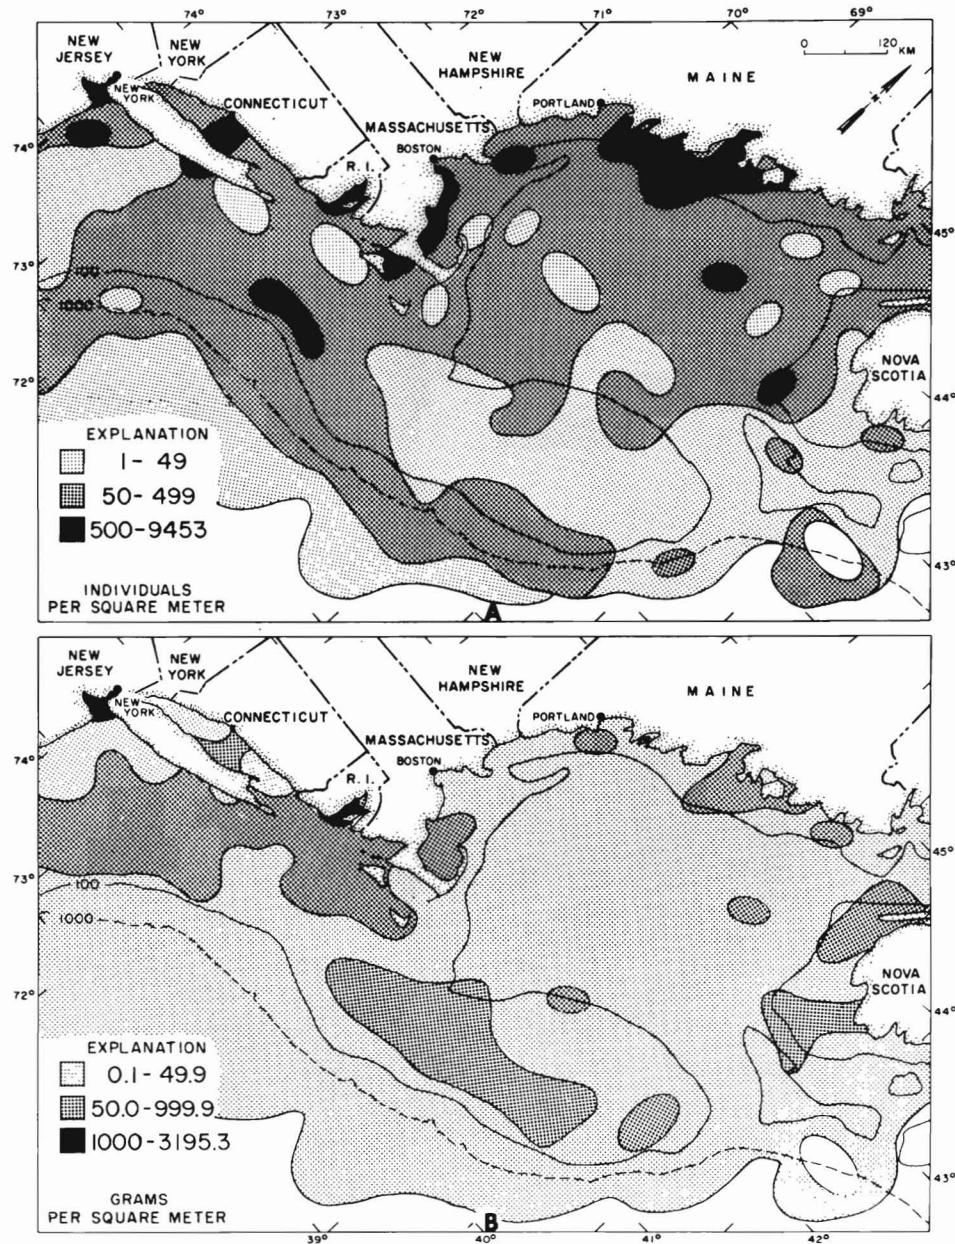 74° 73° 72° 71° 70° 69°
NEW JERSEY
NEW YORK
NEW HAMPSHIRE
MAINE
0 120 KM
NEW YORK
CONNECTICUT
MASSACHUSETTS
BOSTON
PORTLAND
R. I.
74°
73°
72°
100
1000
45°
44°
43°
NOVA SCOTIA
EXPLANATION
1 - 49
50 - 499
500 - 9453
INDIVIDUALS
PER SQUARE METER
A
NEW JERSEY
NEW YORK
NEW HAMPSHIRE
MAINE
NEW YORK
CONNECTICUT
MASSACHUSETTS
BOSTON
PORTLAND
R. I.
74°
73°
72°
100
1000
45°
44°
43°
NOVA SCOTIA
EXPLANATION
0.1 - 49.9
50.0 - 999.9
1000 - 3195.3
GRAMS
PER SQUARE METER
B
39° 40° 41° 42°